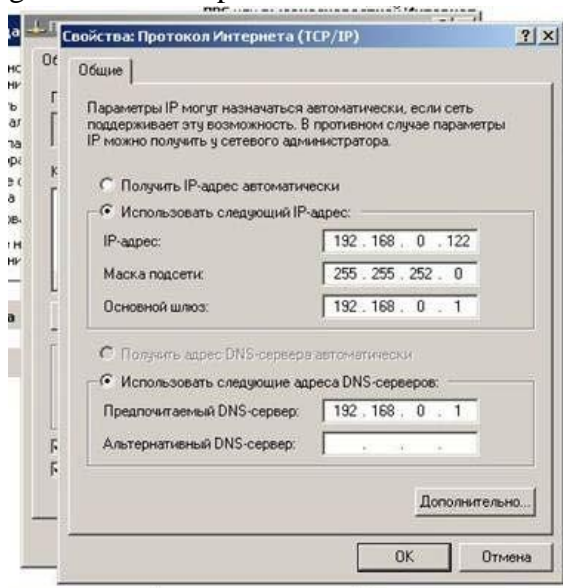 Свойства: Протокол Интернета (TCP/IP)
Общие
Параметры IP могут назначаться автоматически, если сеть
поддерживает эту возможность. В противном случае параметры
IP можно получить у сетевого администратора.
Получить IP-адрес автоматически
Использовать следующий IP-адрес:
IP-адрес: 192 . 168 . 0 . 122
Маска подсети: 255 . 255 . 252 . 0
Основной шлюз: 192 . 168 . 0 . 1
Получить адрес DNS-сервера автоматически
Использовать следующие адреса DNS-серверов:
Предпочитаемый DNS-сервер: 192 . 168 . 0 . 1
Альтернативный DNS-сервер: . . .
Дополнительно...
OK Отмена